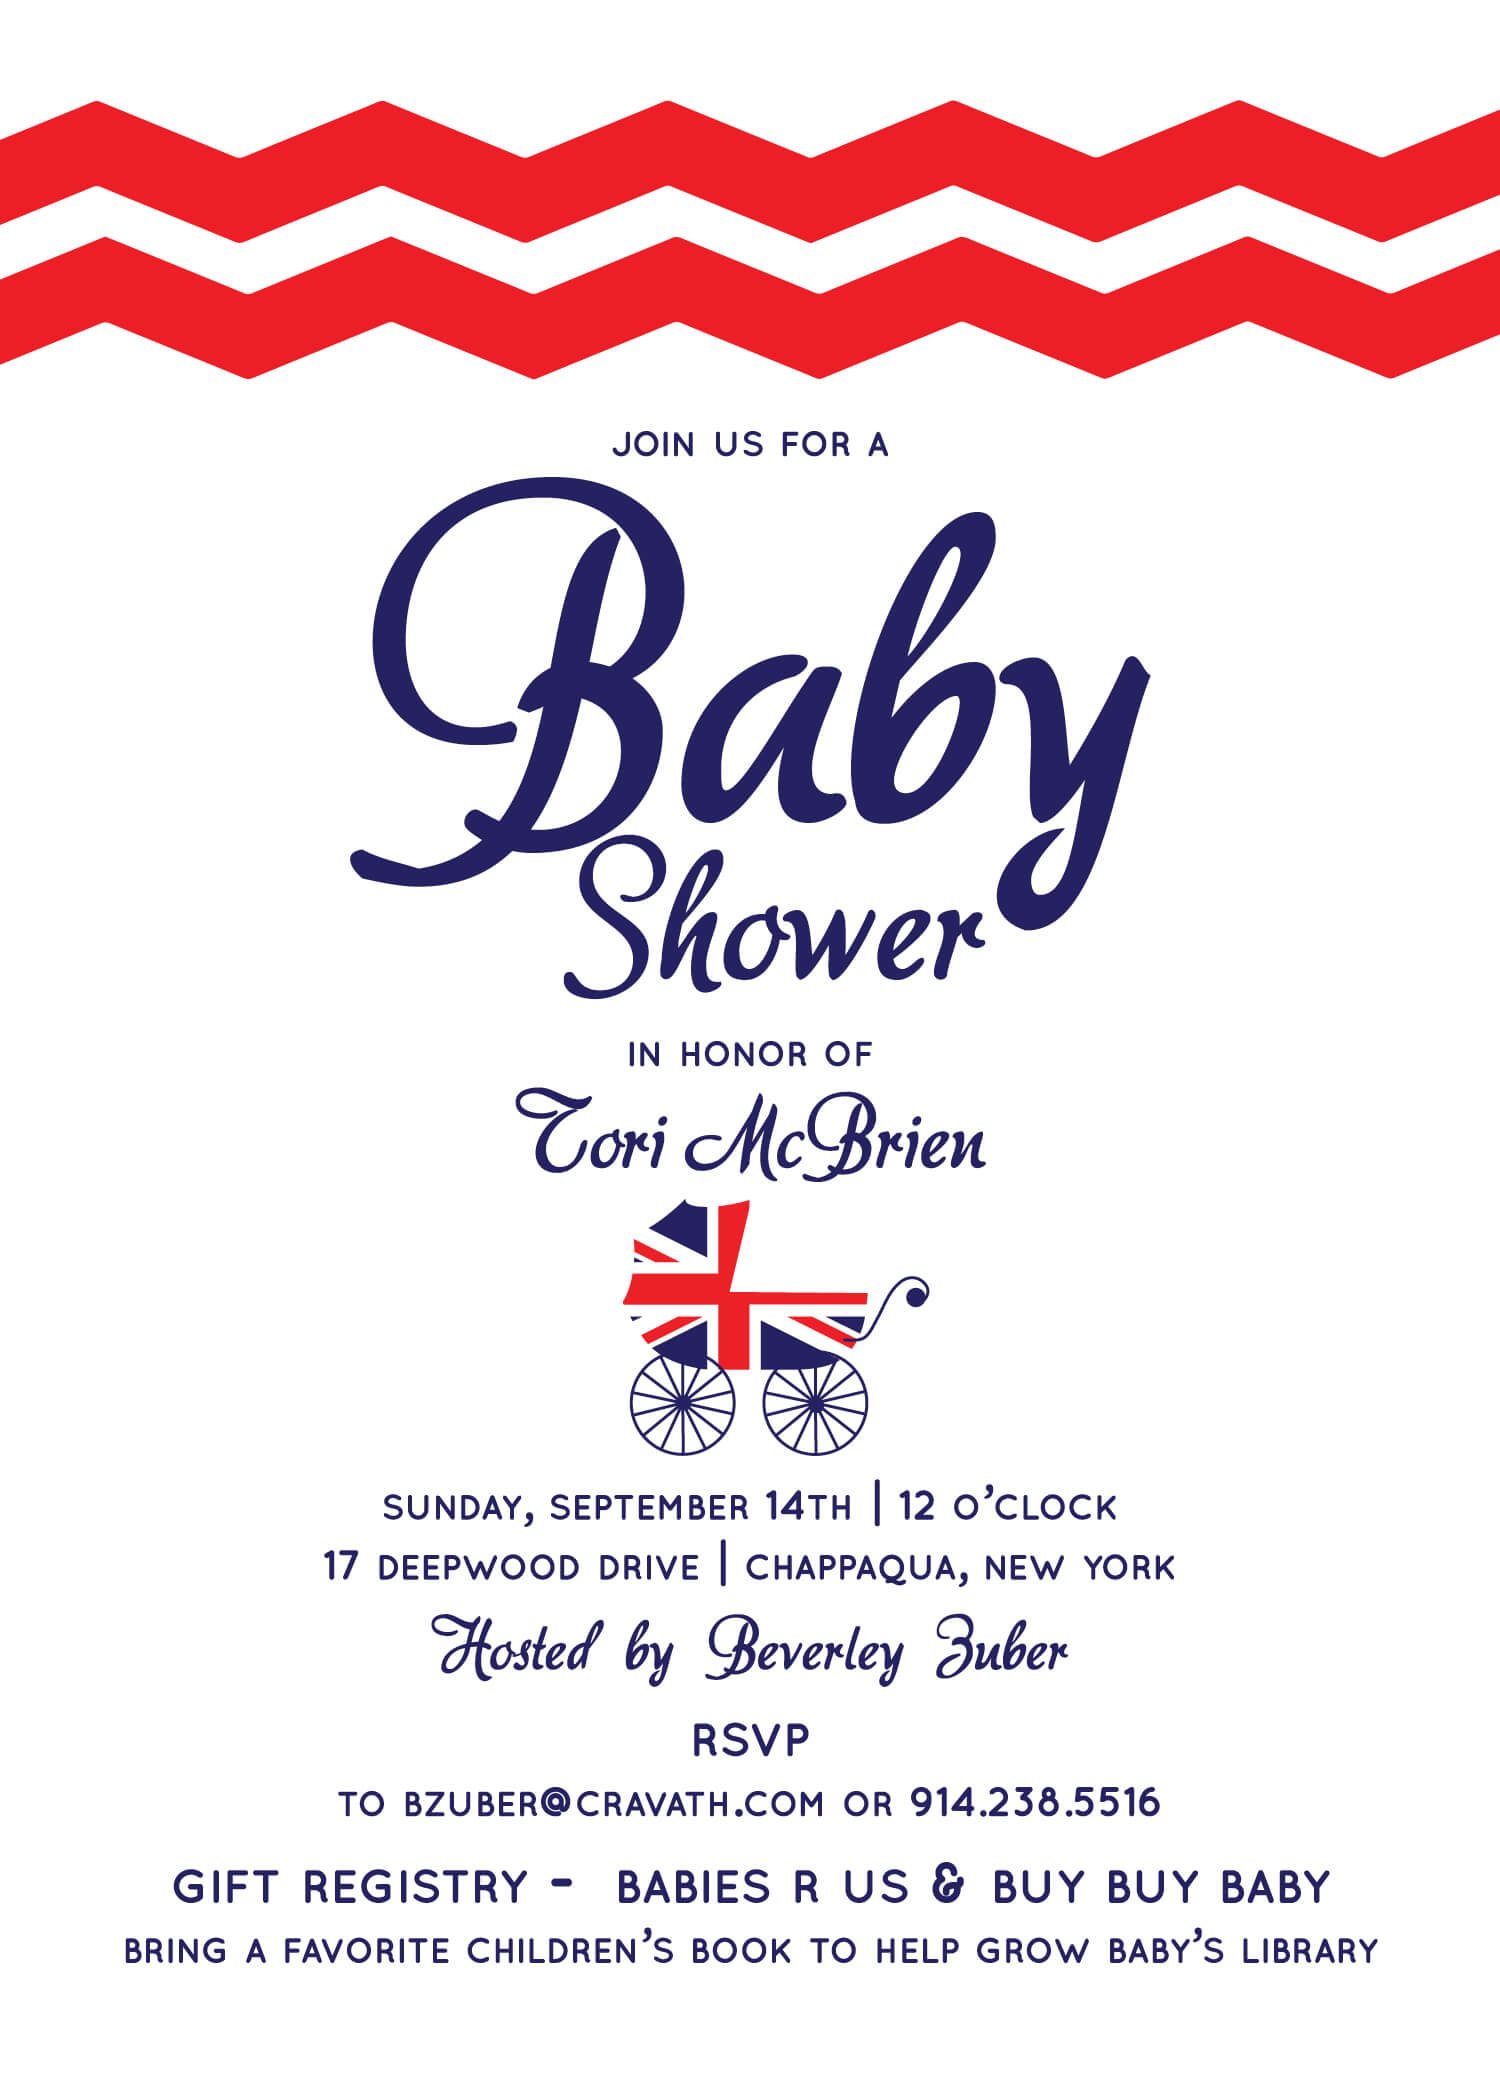 JOIN US FOR A
Baby
Shower
IN HONOR OF
Tori McBrien
SUNDAY, SEPTEMBER 14TH | 12 O'CLOCK
17 DEEPWOOD DRIVE | CHAPPAQUA, NEW YORK
Hosted by Beverley Zuber
RSVP
TO BZUBER@CRAVATH.COM OR 914.238.5516
GIFT REGISTRY - BABIES R US & BUY BUY BABY
BRING A FAVORITE CHILDREN'S BOOK TO HELP GROW BABY'S LIBRARY